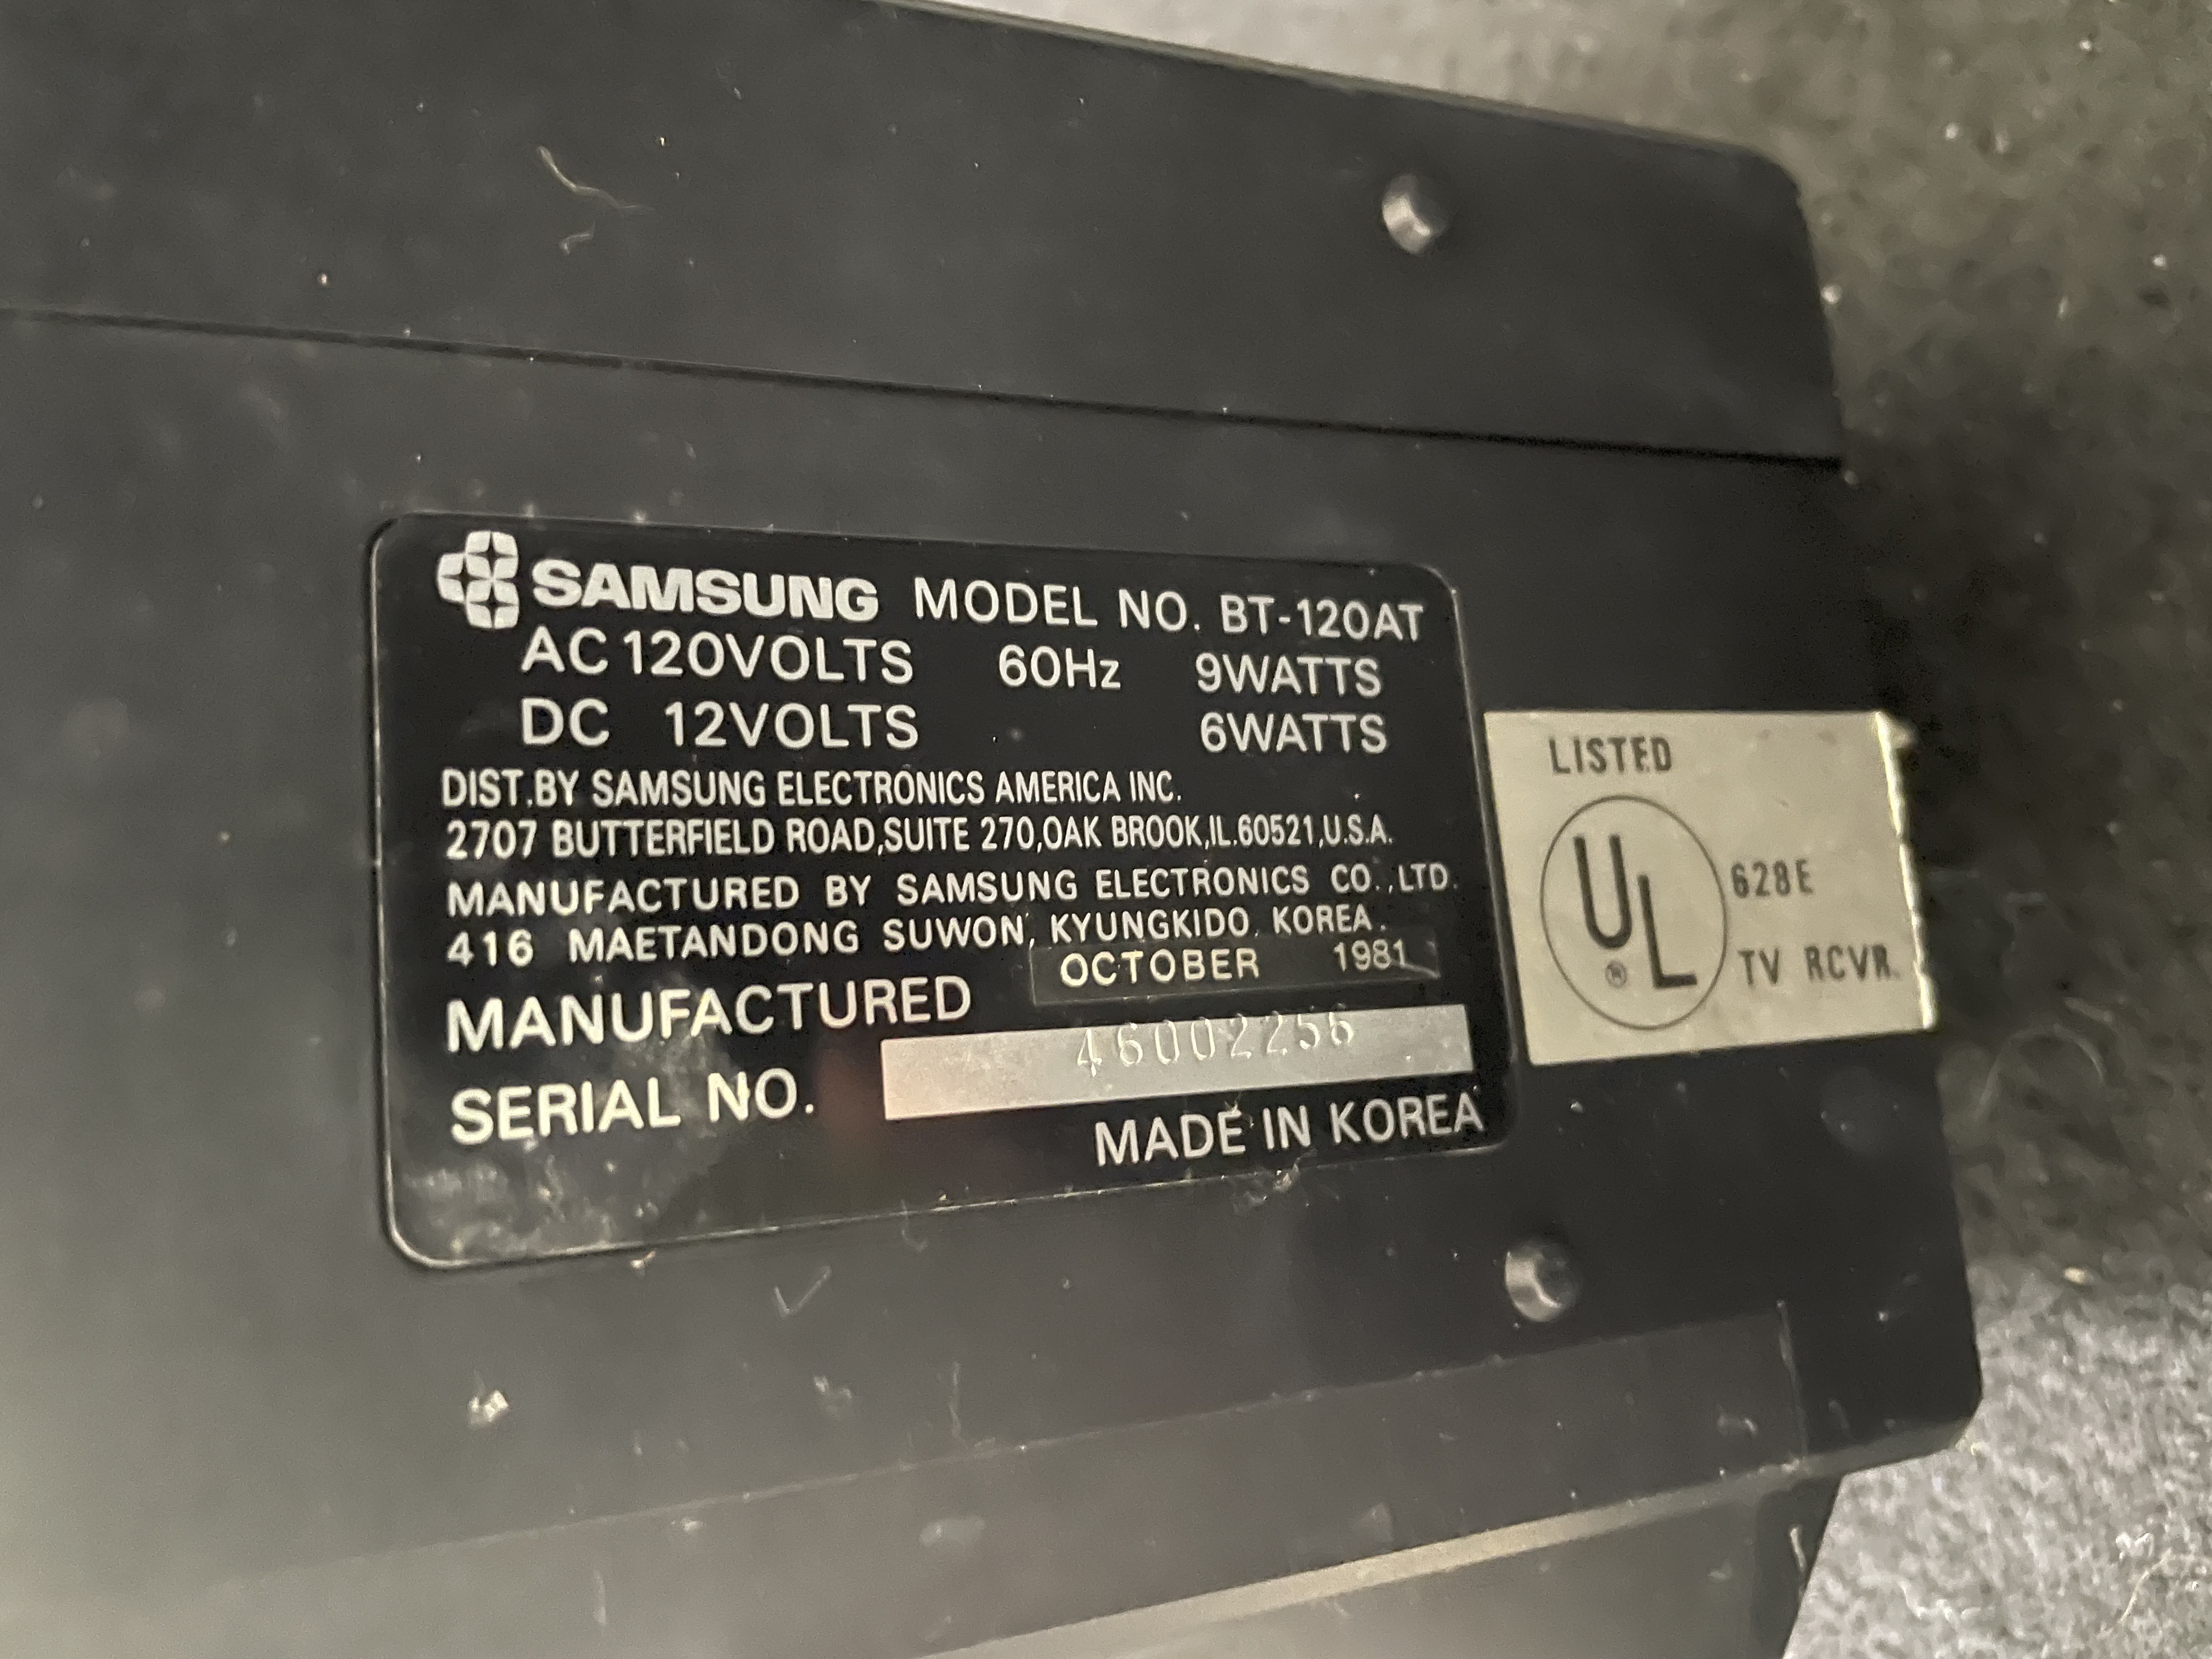 SAMSUNG MODEL NO. BT-120AT
AC 120VOLTS 60Hz 9WATTS
DC 12VOLTS 6WATTS
DIST.BY SAMSUNG ELECTRONICS AMERICA INC.
2707 BUTTERFIELD ROAD,SUITE 270,OAK BROOK,IL.60521,U.S.A.
MANUFACTURED BY SAMSUNG ELECTRONICS CO.,LTD.
416 MAETANDONG SUWON, KYUNGKIDO, KOREA.
MANUFACTURED OCTOBER 1981
SERIAL NO. 46002256
MADE IN KOREA
LISTED
UL ® 628E
TV RCVR.